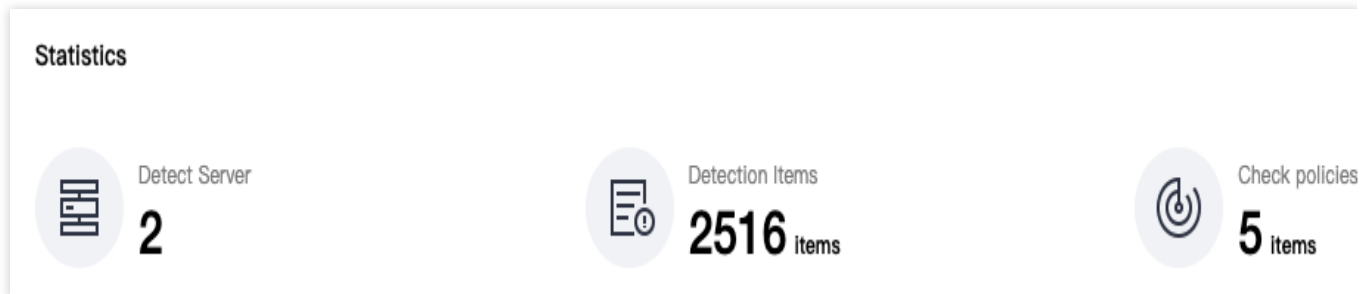 Statistics
Detect Server
2
Detection Items
2516 items
Check policies
5 items